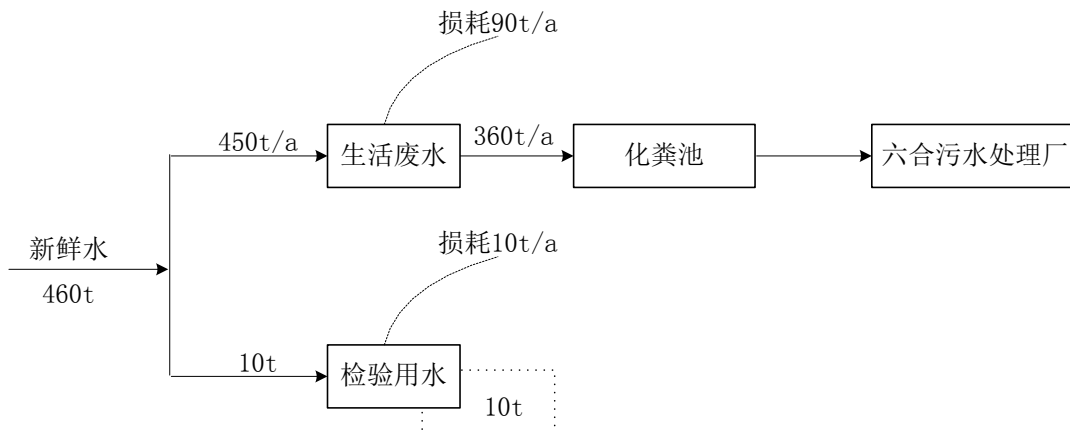 损耗90t/a
450t/a
生活废水
360t/a
化粪池
六合污水处理厂
新鲜水
460t
损耗10t/a
10t
检验用水
10t